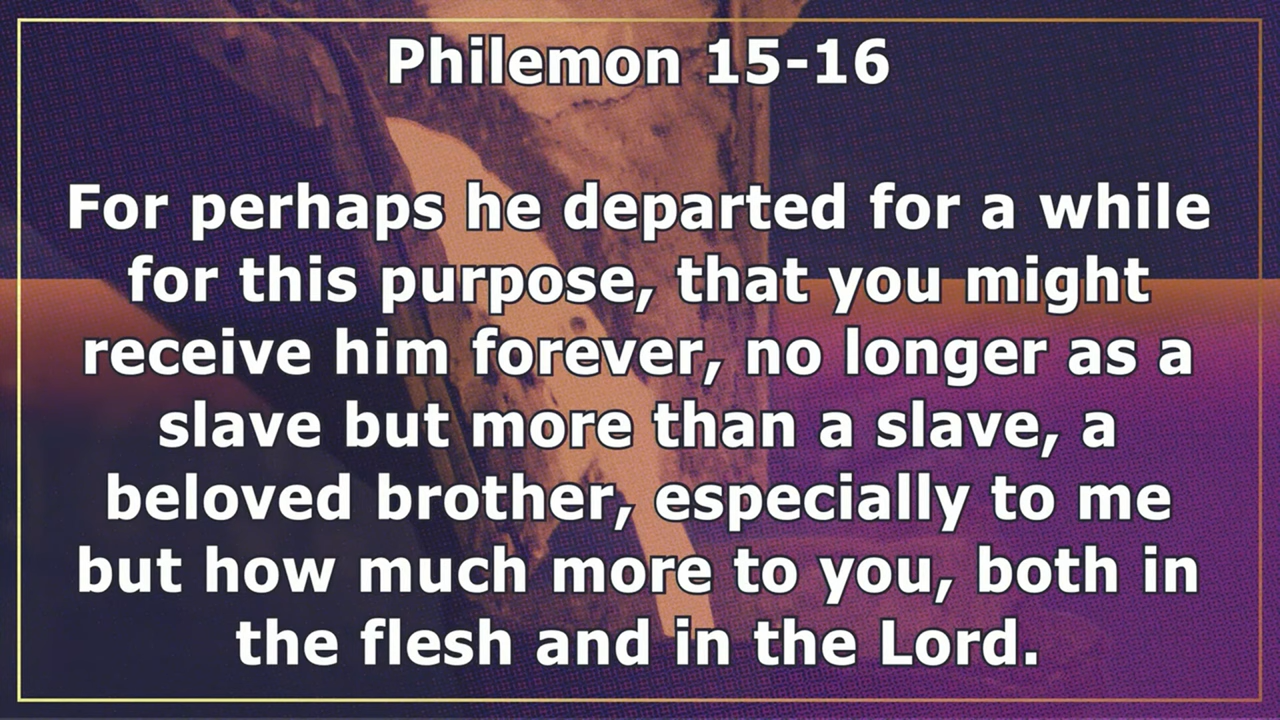 Philemon 15-16
For perhaps he departed for a while
for this purpose, that you might
receive him forever, no longer as a
slave but more than a slave, a
beloved brother, especially to me
but how much more to you, both in
the flesh and in the Lord.